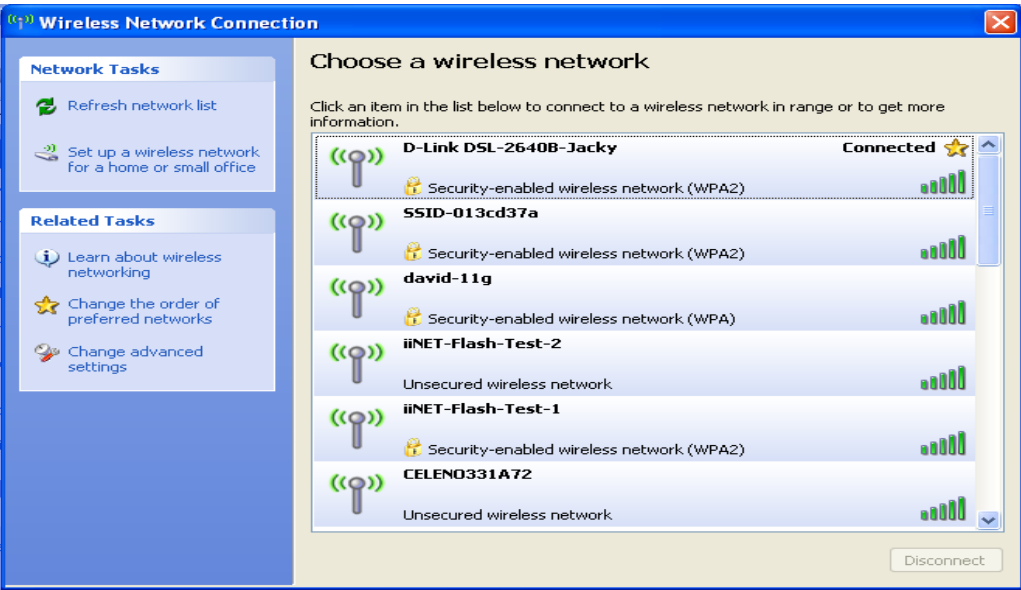 Wireless Network Connection
Network Tasks
Refresh network list
Set up a wireless network
for a home or small office
Related Tasks
Learn about wireless
networking
Change the order of
preferred networks
Change advanced
settings
Choose a wireless network
Click an item in the list below to connect to a wireless network in range or to get more
information.
D-Link DSL-2640B-Jacky Connected
Security-enabled wireless network (WPA2)
SSID-013cd37a
Security-enabled wireless network (WPA2)
david-11g
Security-enabled wireless network (WPA)
iiNET-Flash-Test-2
Unsecured wireless network
iiNET-Flash-Test-1
Security-enabled wireless network (WPA2)
CELENO331A72
Unsecured wireless network
Disconnect